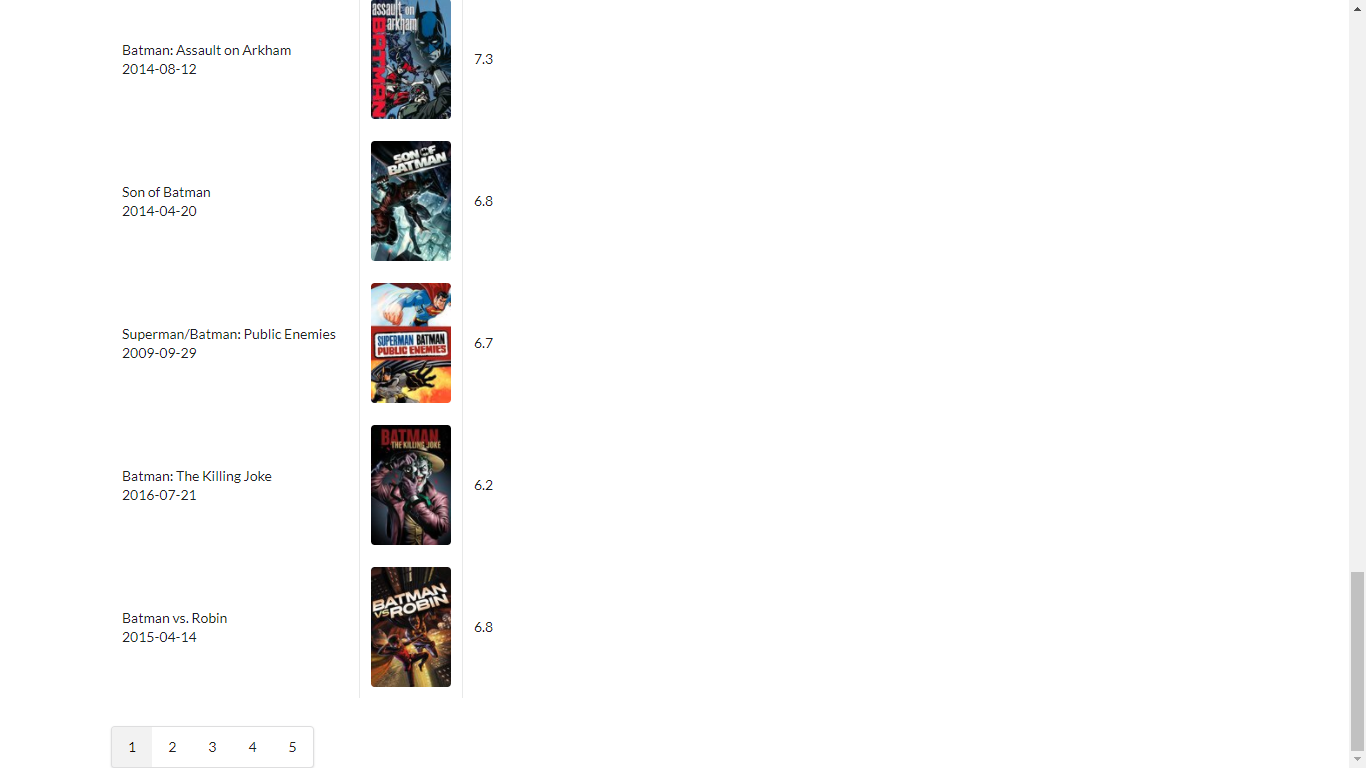 Batman: Assault on Arkham
2014-08-12
assault on
arkham
BATMAN
7.3
Son of Batman
2014-04-20
SON OF
BATMAN
6.8
Superman/Batman: Public Enemies
2009-09-29
SUPERMAN BATMAN
PUBLIC ENEMIES
6.7
Batman: The Killing Joke
2016-07-21
BATMAN
THE KILLING JOKE
6.2
Batman vs. Robin
2015-04-14
BATMAN
VS ROBIN
6.8
1 2 3 4 5